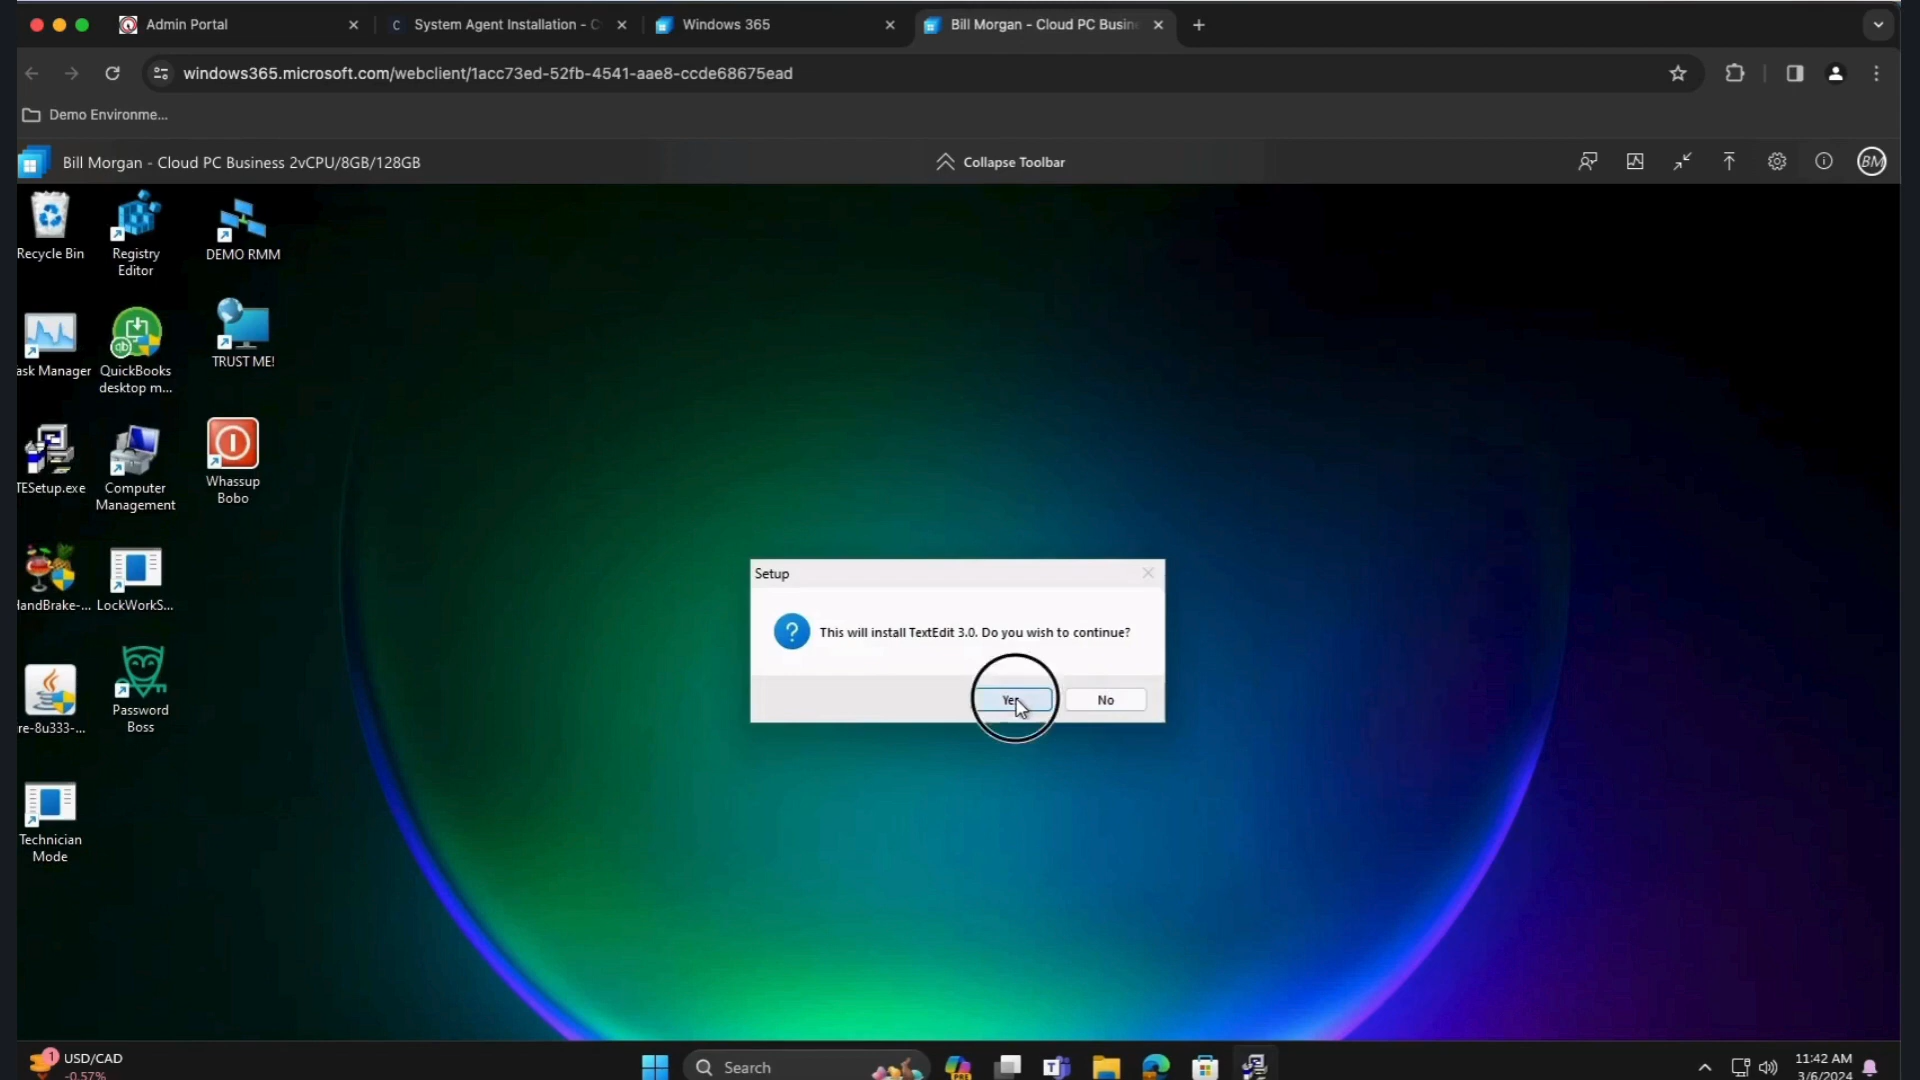 Admin Portal
System Agent Installation - C
Windows 365
Bill Morgan - Cloud PC Busin
windows365.microsoft.com/webclient/1acc73ed-52fb-4541-aae8-ccde68675ead
Demo Environme...
Bill Morgan - Cloud PC Business 2vCPU/8GB/128GB
Collapse Toolbar
BM
Recycle Bin
Registry
Editor
DEMO RMM
ask Manager
QuickBooks
desktop m...
TRUST ME!
TESetup.exe
Computer
Management
Whassup
Bobo
HandBrake-...
LockWorkS...
re-8u333-...
Password
Boss
Technician
Mode
Setup
This will install TextEdit 3.0. Do you wish to continue?
Yes
No
1
USD/CAD
-0.57%
Search
PRE
11:42 AM
3/6/2024